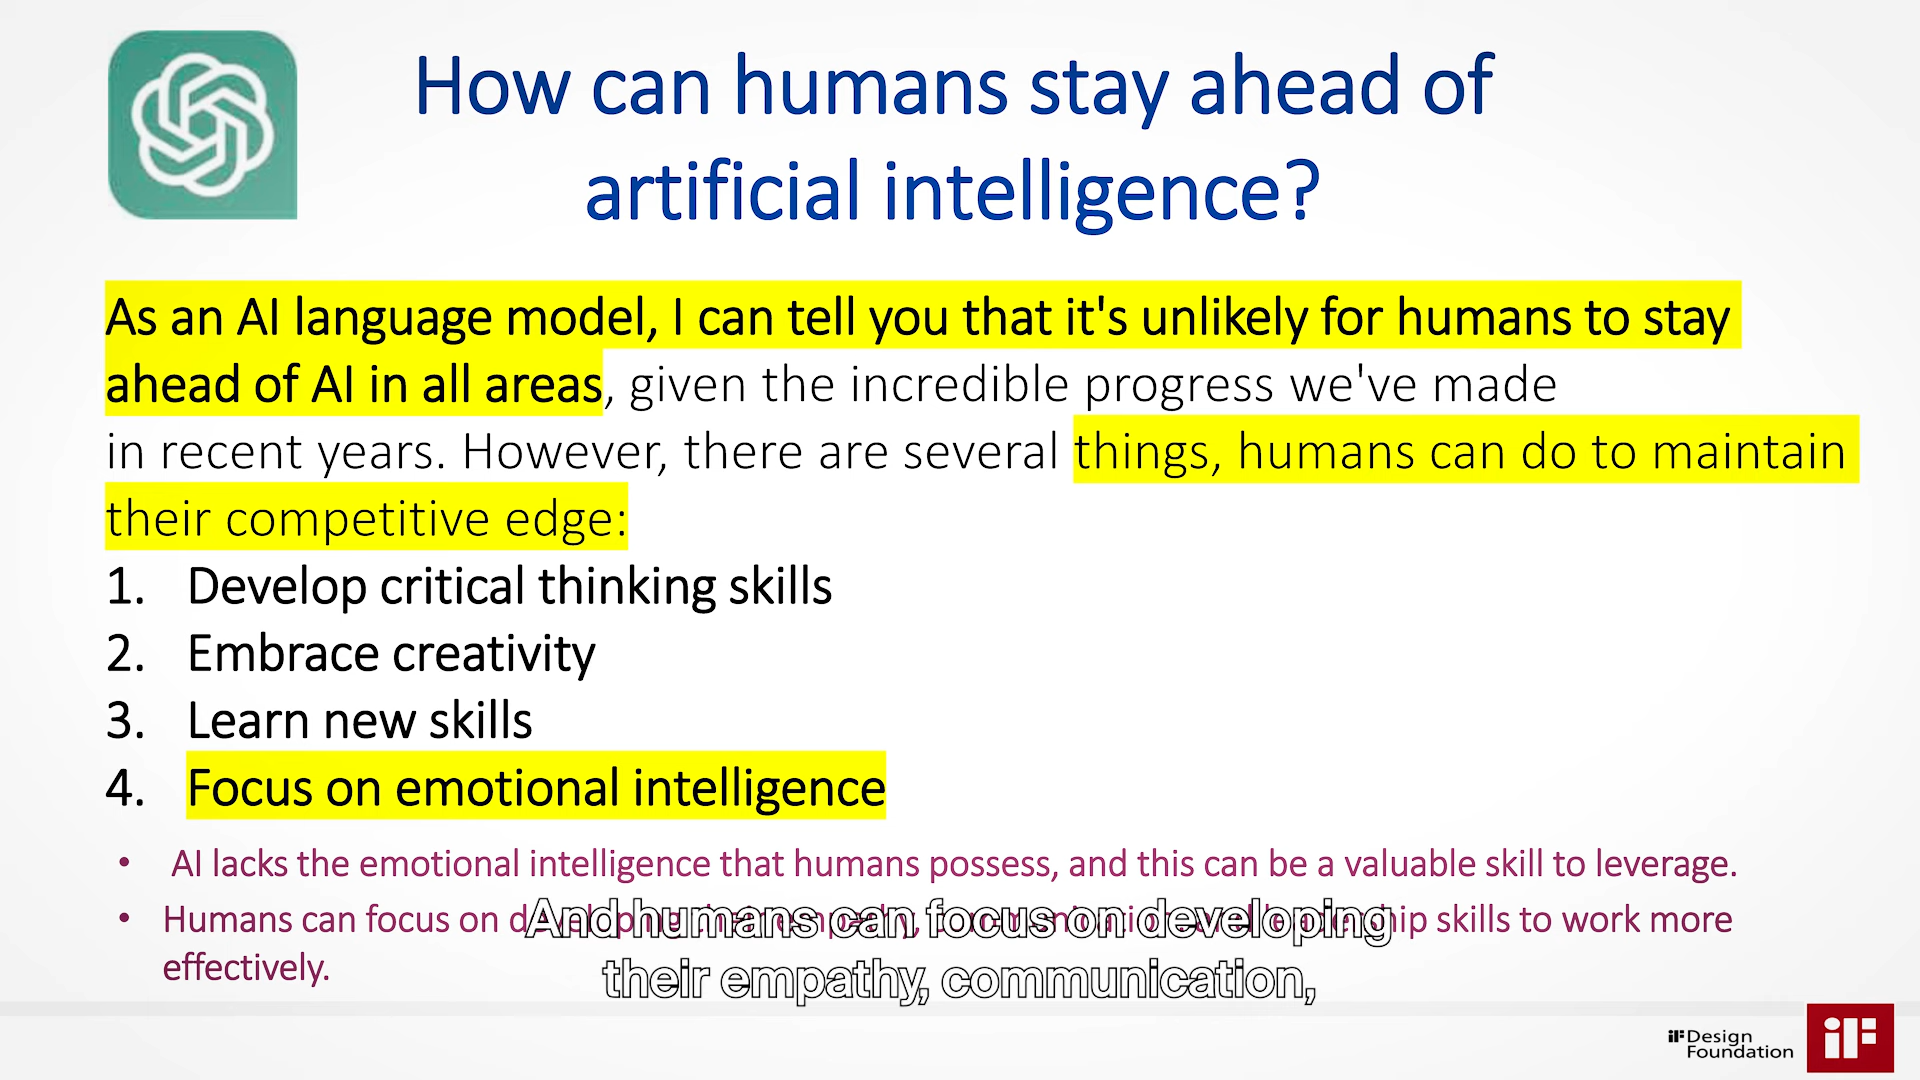 How can humans stay ahead of
artificial intelligence?
As an AI language model, I can tell you that it's unlikely for humans to stay
ahead of AI in all areas, given the incredible progress we've made
in recent years. However, there are several things, humans can do to maintain
their competitive edge:
1. Develop critical thinking skills
2. Embrace creativity
3. Learn new skills
4. Focus on emotional intelligence
• AI lacks the emotional intelligence that humans possess, and this can be a valuable skill to leverage.
• Humans can focus on skills to work more
effectively.
And humans can focus on developing
their empathy, communication,
iF Design
Foundation
iF